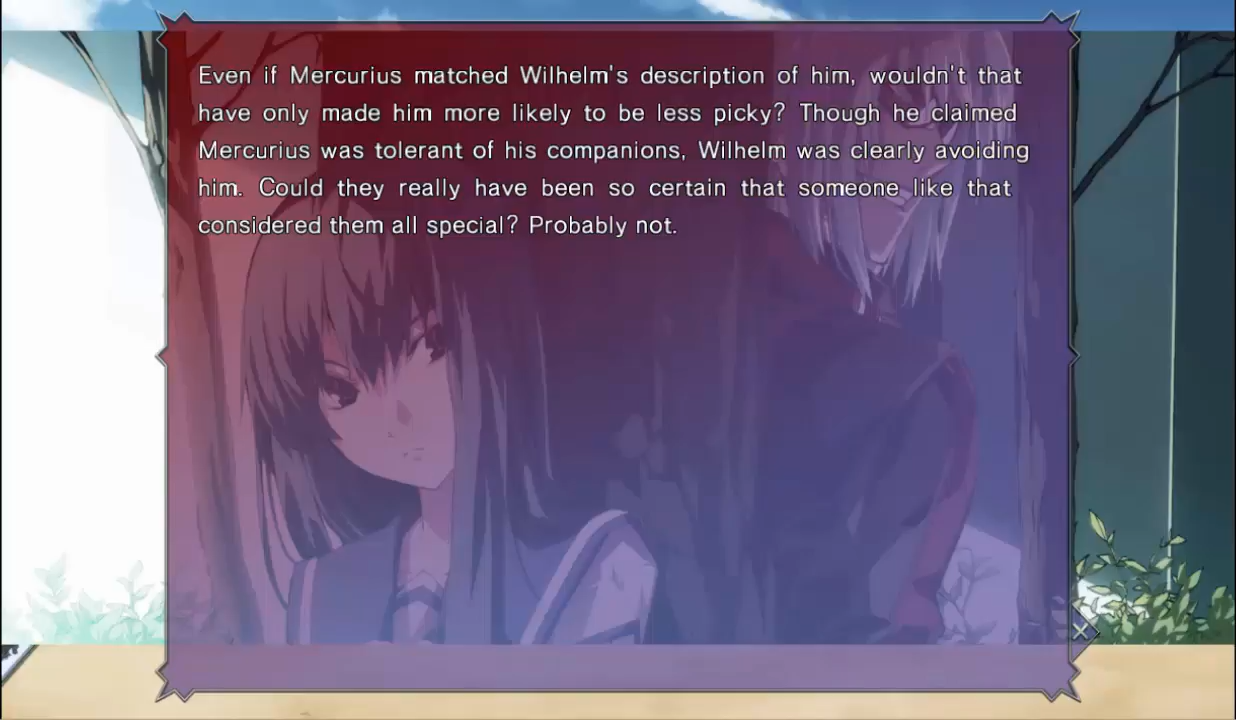 Even if Mercurius matched Wilhelm's description of him, wouldn't that
have only made him more likely to be less picky? Though he claimed
Mercurius was tolerant of his companions, Wilhelm was clearly avoiding
him. Could they really have been so certain that someone like that
considered them all special? Probably not.